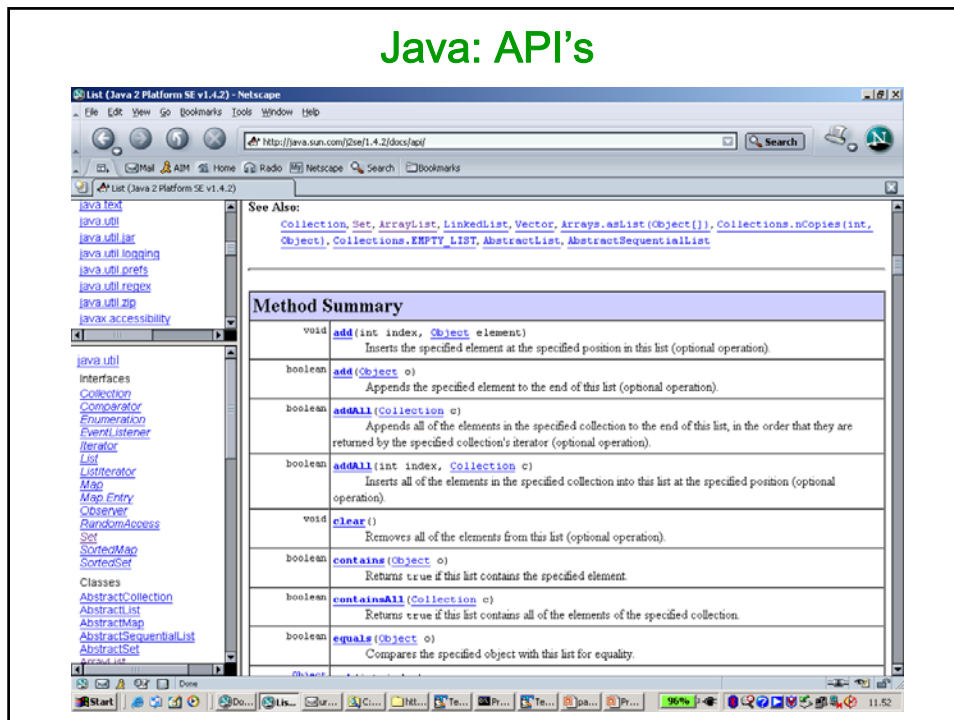 Java: API's
List (Java 2 Platform SE v1.4.2) - Netscape
File Edit View Go Bookmarks Tools Window Help
http://java.sun.com/j2se/1.4.2/docs/api/
Search
Mail AIM Home Radio Netscape Search Bookmarks
List (Java 2 Platform SE v1.4.2)
java.text
java.util
java.util.jar
java.util.logging
java.util.prefs
java.util.regex
java.util.zip
javax.accessibility
java.util
Interfaces
Collection
Comparator
Enumeration
EventListener
Iterator
List
ListIterator
Map
Map.Entry
Observer
RandomAccess
Set
SortedMap
SortedSet
Classes
AbstractCollection
AbstractList
AbstractMap
AbstractSequentialList
AbstractSet
ArrayList
See Also:
Collection, Set, ArrayList, LinkedList, Vector, Arrays.asList(Object[]), Collections.nCopies(int,
Object), Collections.EMPTY_LIST, AbstractList, AbstractSequentialList
Method Summary
void add(int index, Object element)
Inserts the specified element at the specified position in this list (optional operation).
boolean add(Object o)
Appends the specified element to the end of this list (optional operation).
boolean addAll(Collection c)
Appends all of the elements in the specified collection to the end of this list, in the order that they are
returned by the specified collection's iterator (optional operation).
boolean addAll(int index, Collection c)
Inserts all of the elements in the specified collection into this list at the specified position (optional
operation).
void clear()
Removes all of the elements from this list (optional operation).
boolean contains(Object o)
Returns true if this list contains the specified element.
boolean containsAll(Collection c)
Returns true if this list contains all of the elements of the specified collection.
boolean equals(Object o)
Compares the specified object with this list for equality.
Object
Done
Start Do... Lis... ur... Ci... htt... Te... Pr... Te... pa... Pr... 96% 11.52